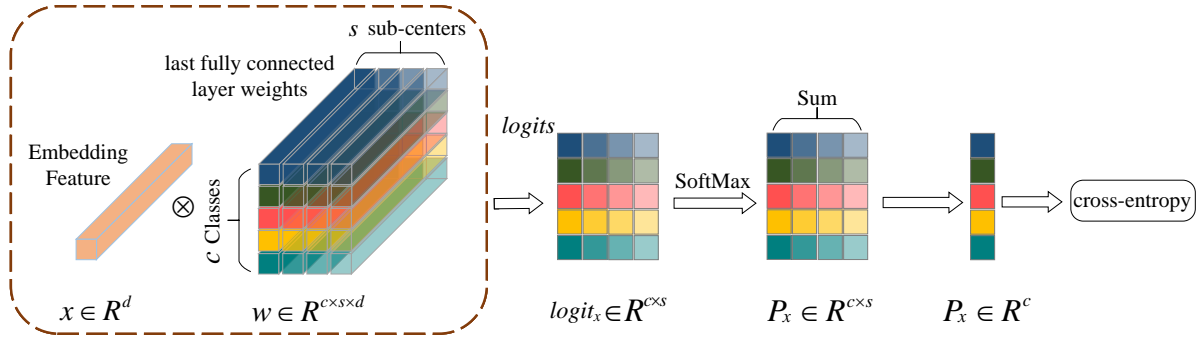 s sub-centers
last fully connected
layer weights
Embedding
Feature
⊗
c Classes
x ∈ R^d
w ∈ R^{c×s×d}
logits
logit_x ∈ R^{c×s}
SoftMax
Sum
P_x ∈ R^{c×s}
P_x ∈ R^c
cross-entropy